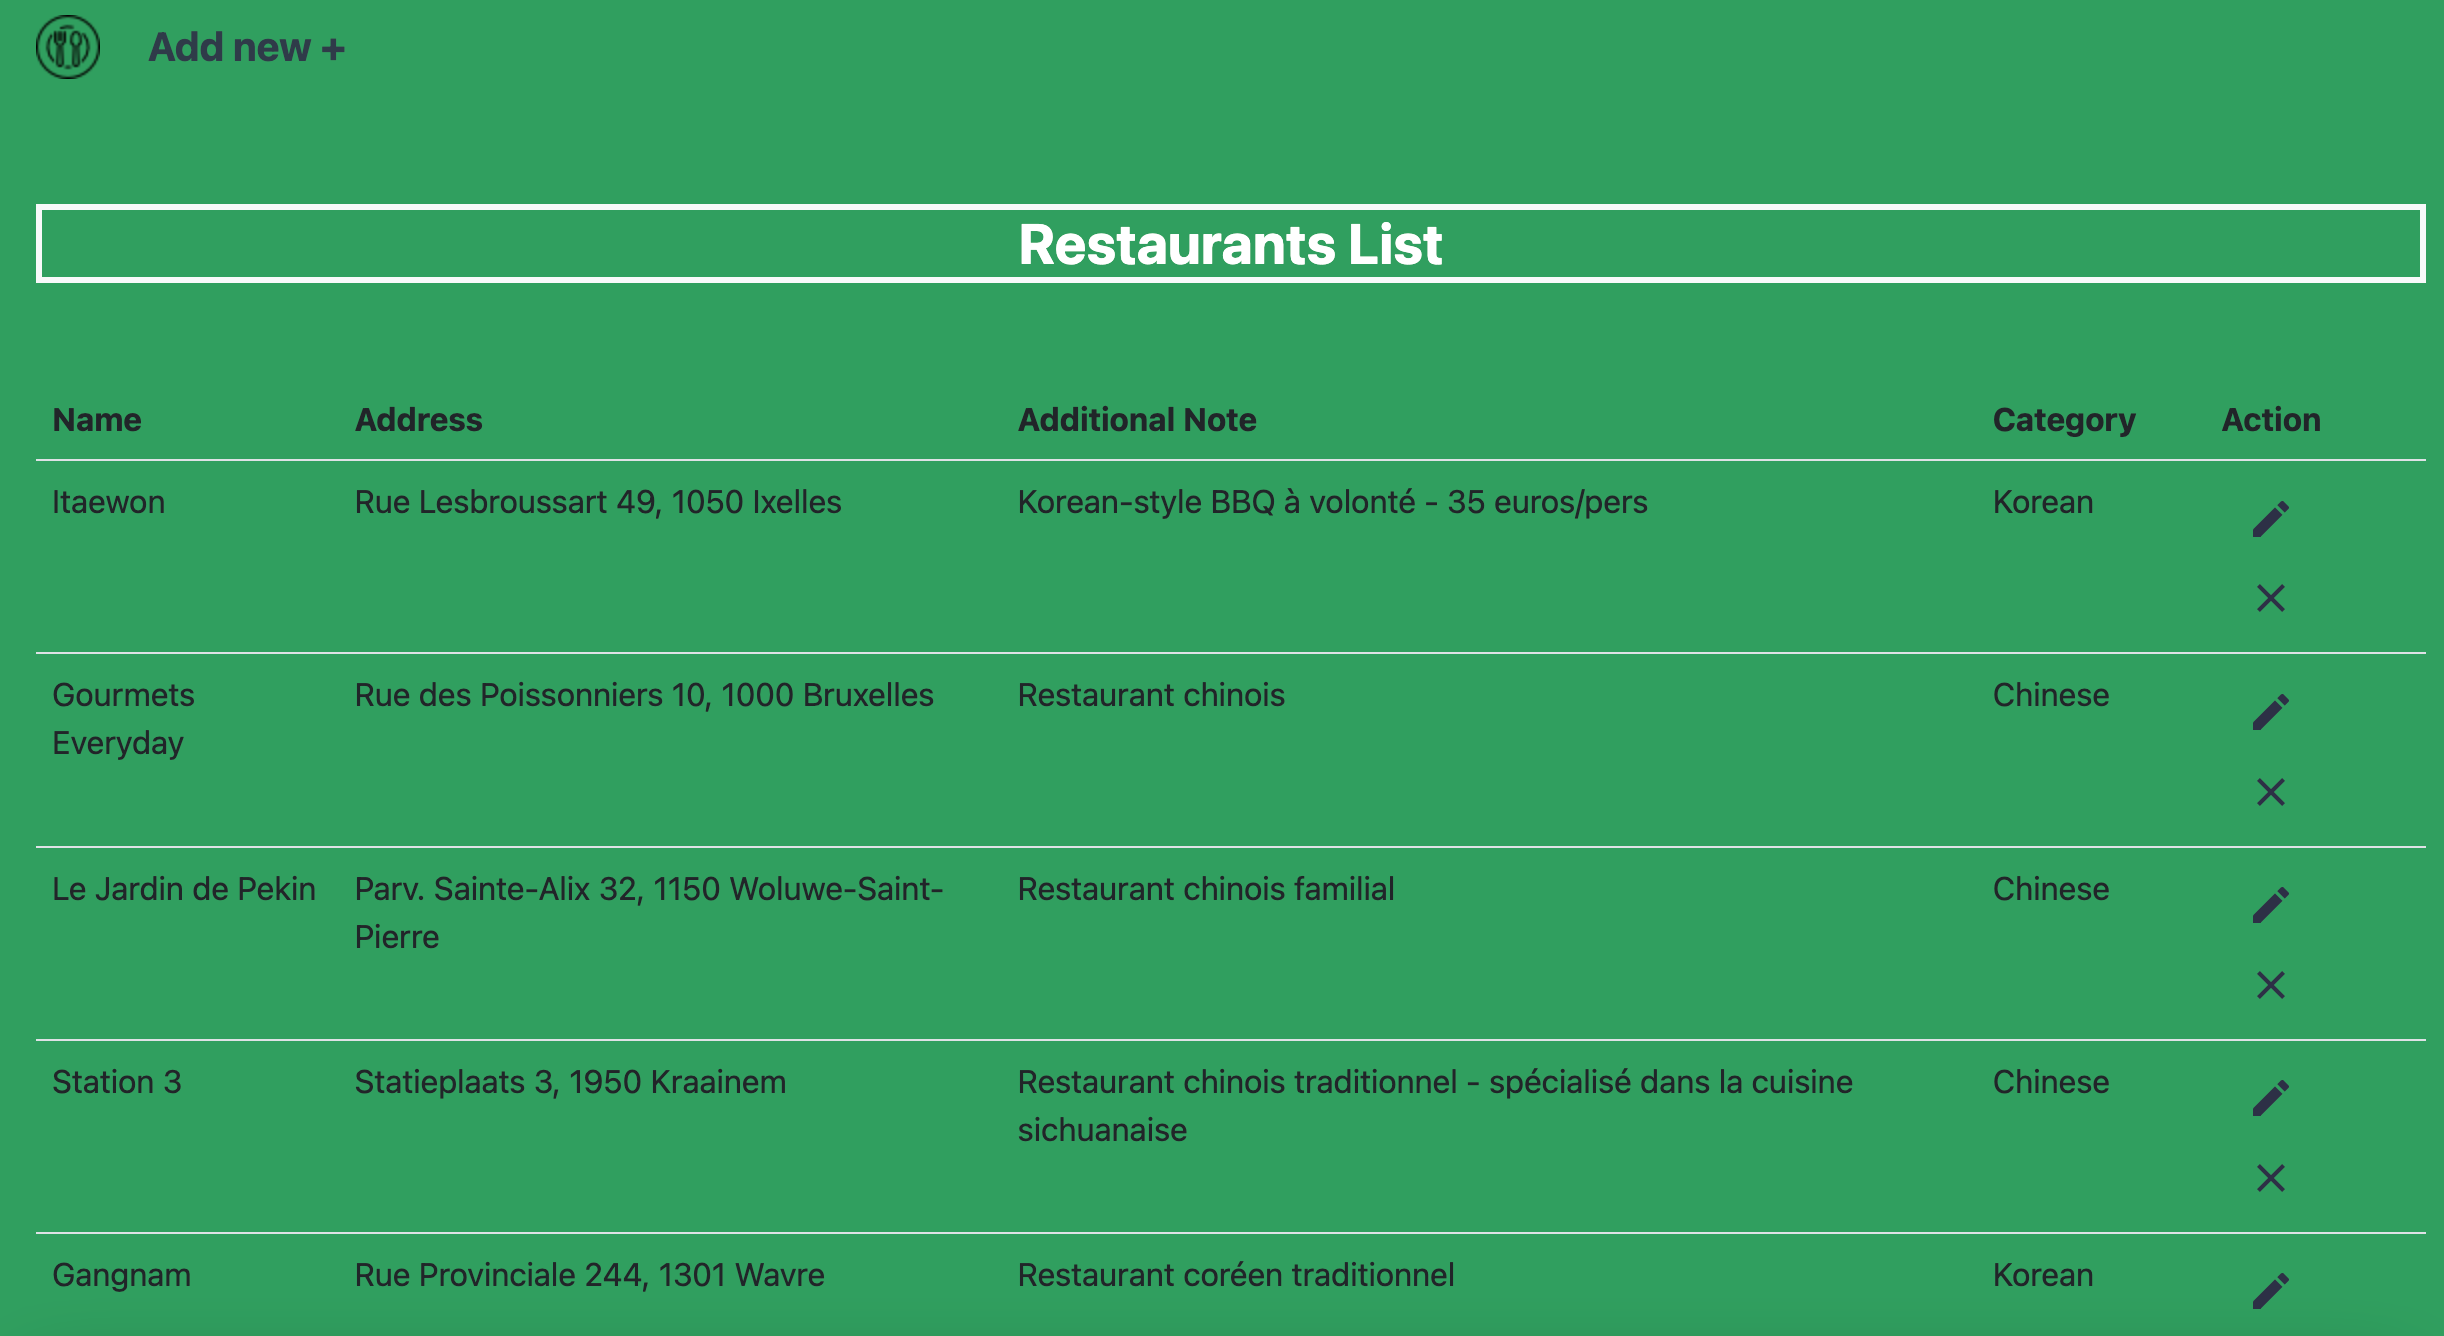 Add new +
Restaurants List
Name Address Additional Note Category Action
Itaewon Rue Lesbroussart 49, 1050 Ixelles Korean-style BBQ à volonté - 35 euros/pers Korean
Gourmets Rue des Poissonniers 10, 1000 Bruxelles Restaurant chinois Chinese
Everyday
Le Jardin de Pekin Parv. Sainte-Alix 32, 1150 Woluwe-Saint- Restaurant chinois familial Chinese
Pierre
Station 3 Statieplaats 3, 1950 Kraainem Restaurant chinois traditionnel - spécialisé dans la cuisine Chinese
sichuanaise
Gangnam Rue Provinciale 244, 1301 Wavre Restaurant coréen traditionnel Korean